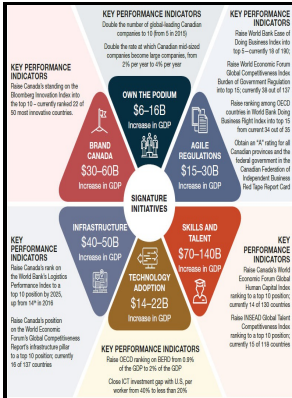 KEY PERFORMANCE INDICATORS
Double the number of global-leading Canadian
companies to 10 (from 5 in 2015)
Double the rate at which Canadian mid-sized
companies become large companies, from
2% per year to 4% per year
KEY PERFORMANCE
INDICATORS
Raise Canada's standing on the
Bloomberg Innovation Index into
the top 10 – currently ranked 22 of
50 most innovative countries.
KEY PERFORMANCE
INDICATORS
Raise World Bank Ease of
Doing Business Index into
top 5 – currently 18 of 190;
Raise World Economic Forum
Global Competitiveness Index
Burden of Government Regulation
into top 15; currently 38 of 137
Raise ranking among OECD
countries in World Bank Doing
Business Right Index into top 15
from current 34 out of 35
Obtain an "A" rating for all
Canadian provinces and the
federal government in the
Canadian Federation of
Independent Business
Red Tape Report Card
OWN THE PODIUM
$6–16B
Increase in GDP
BRAND
CANADA
$30–60B
Increase in GDP
AGILE
REGULATIONS
$15–30B
Increase in GDP
SIGNATURE
INITIATIVES
INFRASTRUCTURE
$40–50B
Increase in GDP
TECHNOLOGY
ADOPTION
$14–22B
Increase in GDP
SKILLS AND
TALENT
$70–140B
Increase in GDP
KEY
PERFORMANCE
INDICATORS
Raise Canada's rank on
the World Bank's Logistics
Performance Index to a
top 10 position by 2025,
up from 14th in 2016
Raise Canada's position
on the World Economic
Forum's Global Competitiveness
Report's infrastructure pillar
to a top 10 position; currently
16 of 137 countries
KEY
PERFORMANCE
INDICATORS
Raise Canada's World
Economic Forum Global
Human Capital Index
ranking to a top 10 position;
currently 14 of 130 countries
Raise INSEAD Global Talent
Competitiveness Index
ranking to a top 10 position;
currently 15 of 118 countries
KEY PERFORMANCE INDICATORS
Raise OECD ranking on BERD from 0.9%
of the GDP to 2% of the GDP
Close ICT investment gap with U.S. per
worker from 40% to less than 20%